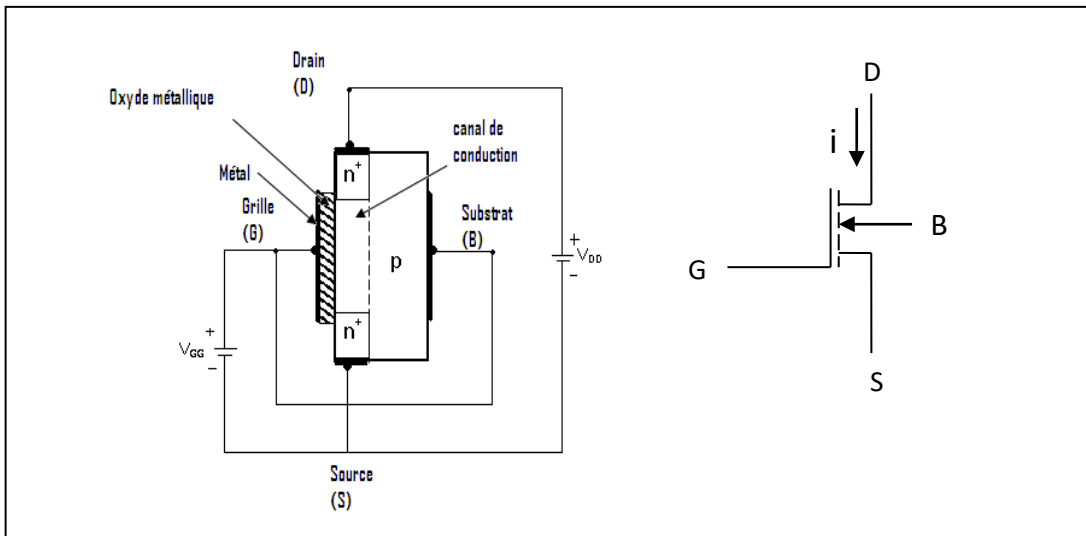 Drain
(D)
Oxyde métallique
canal de
conduction
Métal
Grille
(G)
Substrat
(B)
n+
p
n+
+
VDD
-
+
VGG
-
Source
(S)
D
i
B
G
S